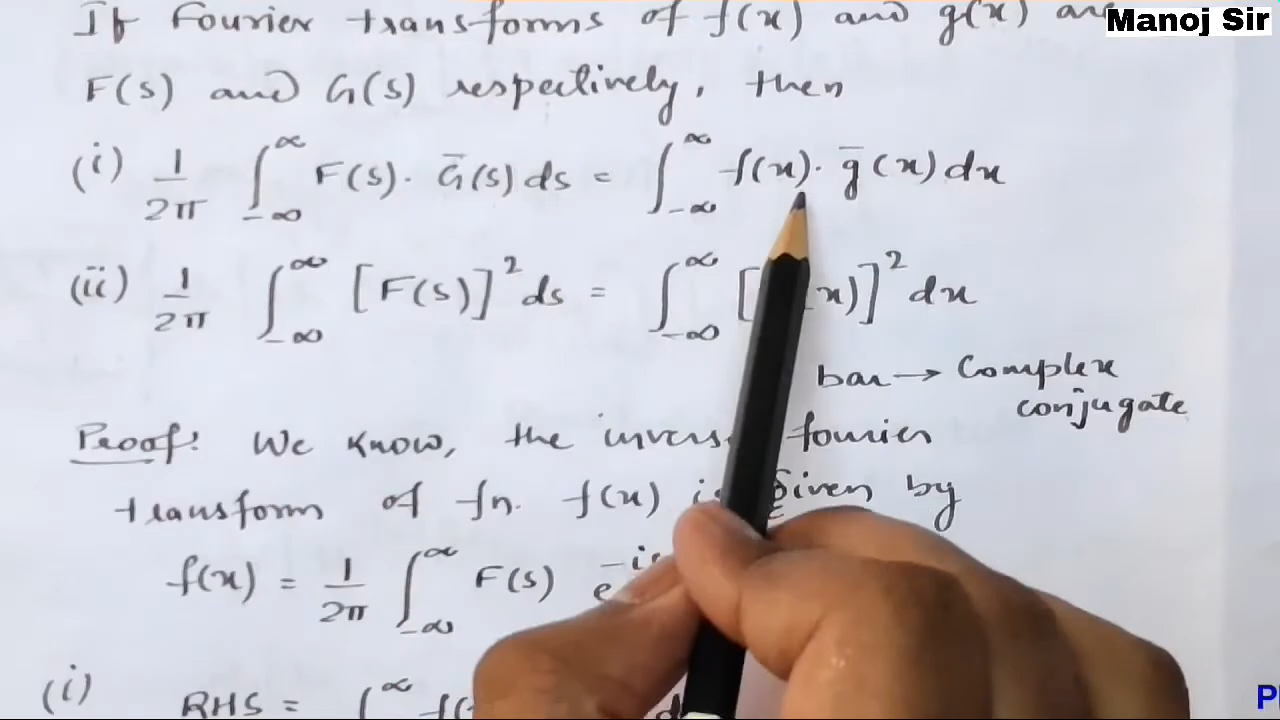 If Fourier transforms of f(x) and g(x) are
Manoj Sir
F(s) and G(s) respectively, then
(i) 1/2π ∫_{-∞}^{∞} F(s). Ḡ(s) ds = ∫_{-∞}^{∞} f(x). ḡ(x) dx
(ii) 1/2π ∫_{-∞}^{∞} [F(s)]² ds = ∫_{-∞}^{∞} [ x)]² dx
bar → Complex
conjugate
Proof: We know, the inverse fourier
transform of fn. f(x) is given by
f(x) = 1/2π ∫_{-∞}^{∞} F(s) e^{-is
(i) RHS = ∫^{∞} f(